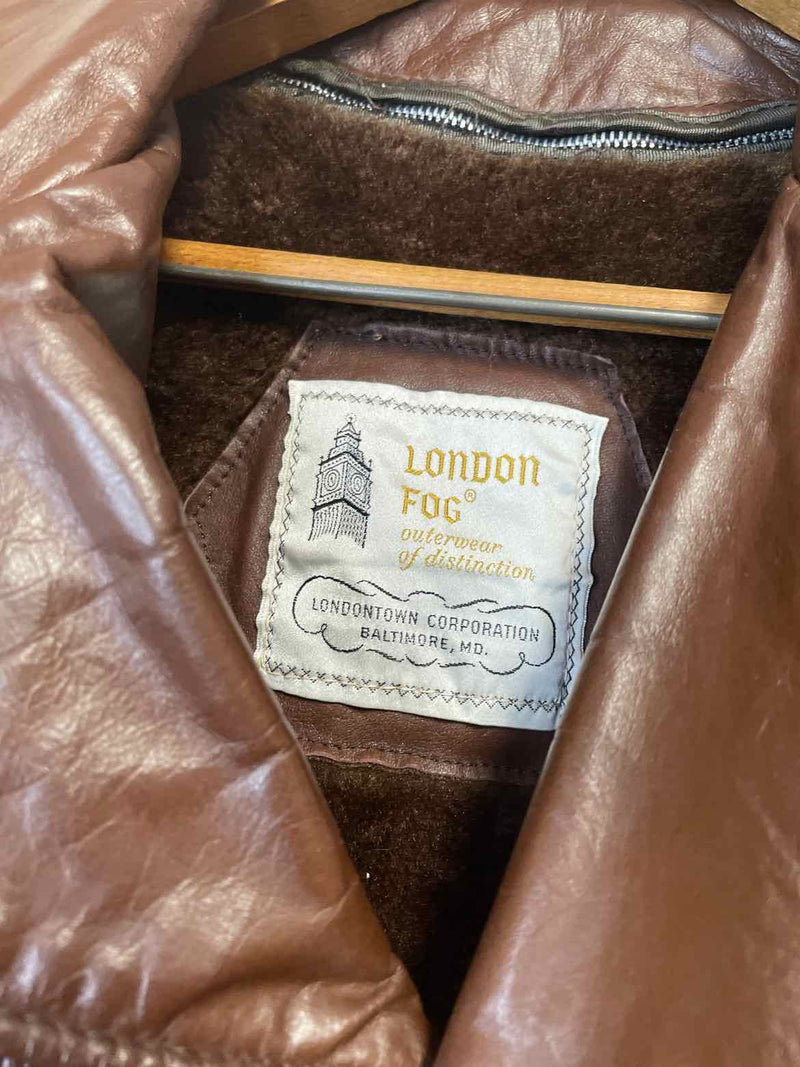 LONDON
FOG®
outerwear
of distinction
LONDONTOWN CORPORATION
BALTIMORE, MD.